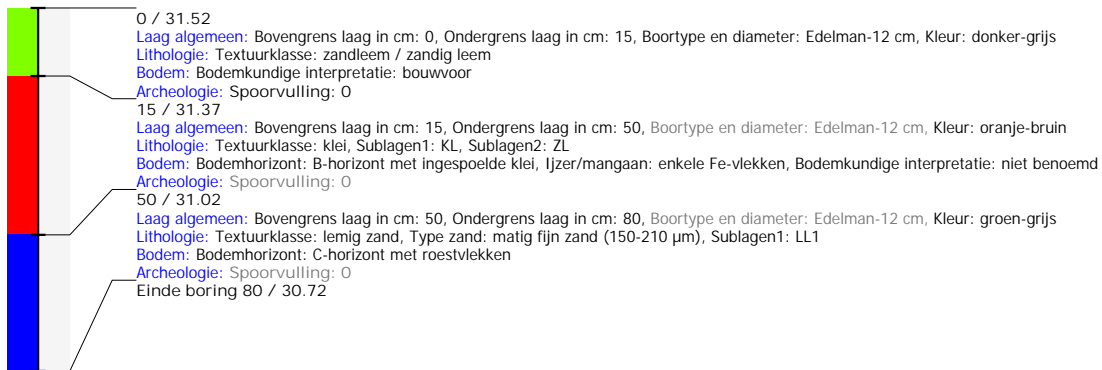 0 / 31.52
Laag algemeen: Bovengrens laag in cm: 0, Ondergrens laag in cm: 15, Boortype en diameter: Edelman-12 cm, Kleur: donker-grijs
Lithologie: Textuurklasse: zandleem / zandig leem
Bodem: Bodemkundige interpretatie: bouwvoor
Archeologie: Spoorvulling: 0
15 / 31.37
Laag algemeen: Bovengrens laag in cm: 15, Ondergrens laag in cm: 50, Boortype en diameter: Edelman-12 cm, Kleur: oranje-bruin
Lithologie: Textuurklasse: klei, Sublagen1: KL, Sublagen2: ZL
Bodem: Bodemhorizont: B-horizont met ingespoelde klei, Ijzer/mangaan: enkele Fe-vlekken, Bodemkundige interpretatie: niet benoemd
Archeologie: Spoorvulling: 0
50 / 31.02
Laag algemeen: Bovengrens laag in cm: 50, Ondergrens laag in cm: 80, Boortype en diameter: Edelman-12 cm, Kleur: groen-grijs
Lithologie: Textuurklasse: lemig zand, Type zand: matig fijn zand (150-210 µm), Sublagen1: LL1
Bodem: Bodemhorizont: C-horizont met roestvlekken
Archeologie: Spoorvulling: 0
Einde boring 80 / 30.72